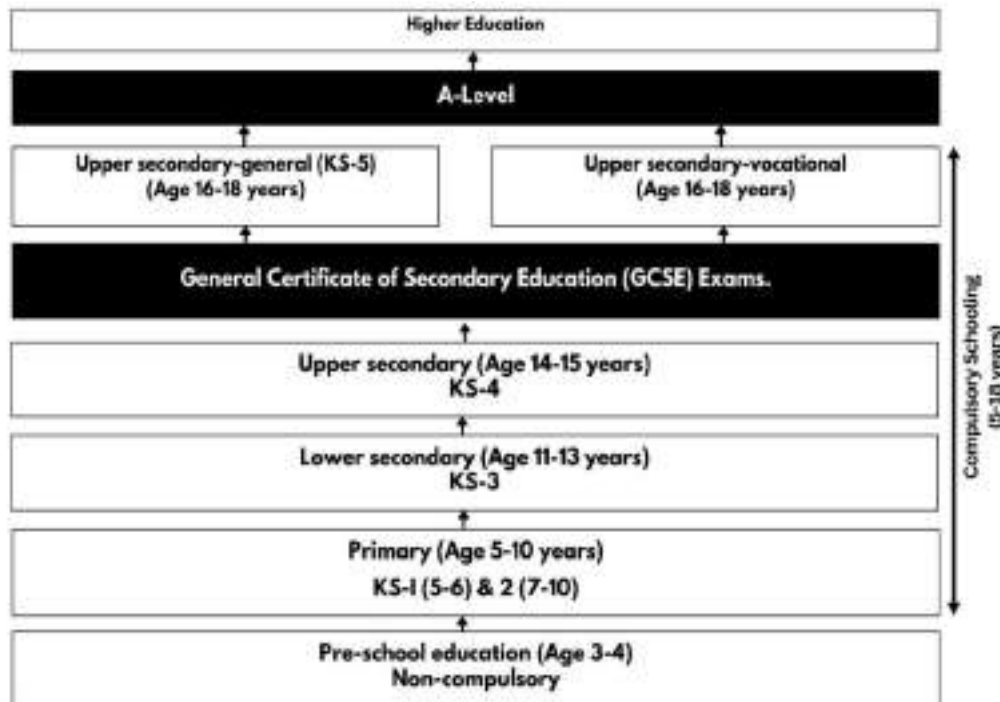 Higher Education
A-Level
Upper secondary-general (KS-5)
(Age 16-18 years)
Upper secondary-vocational
(Age 16-18 years)
General Certificate of Secondary Education (GCSE) Exams.
Upper secondary (Age 14-15 years)
KS-4
Lower secondary (Age 11-13 years)
KS-3
Primary (Age 5-10 years)
KS-I (5-6) & 2 (7-10)
Pre-school education (Age 3-4)
Non-compulsory
Compulsory Schooling
(5-18 years)